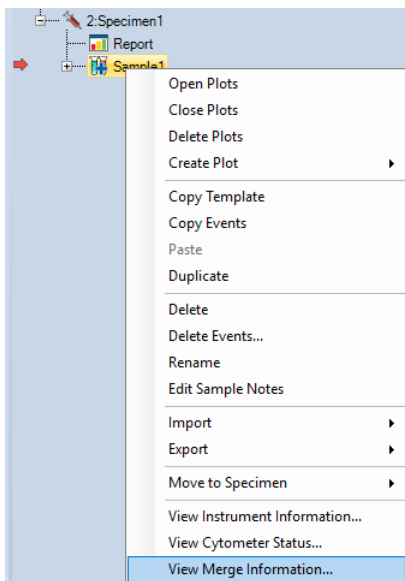 2:Specimen1
Report
Sample1
Open Plots
Close Plots
Delete Plots
Create Plot
Copy Template
Copy Events
Paste
Duplicate
Delete
Delete Events...
Rename
Edit Sample Notes
Import
Export
Move to Specimen
View Instrument Information...
View Cytometer Status...
View Merge Information...